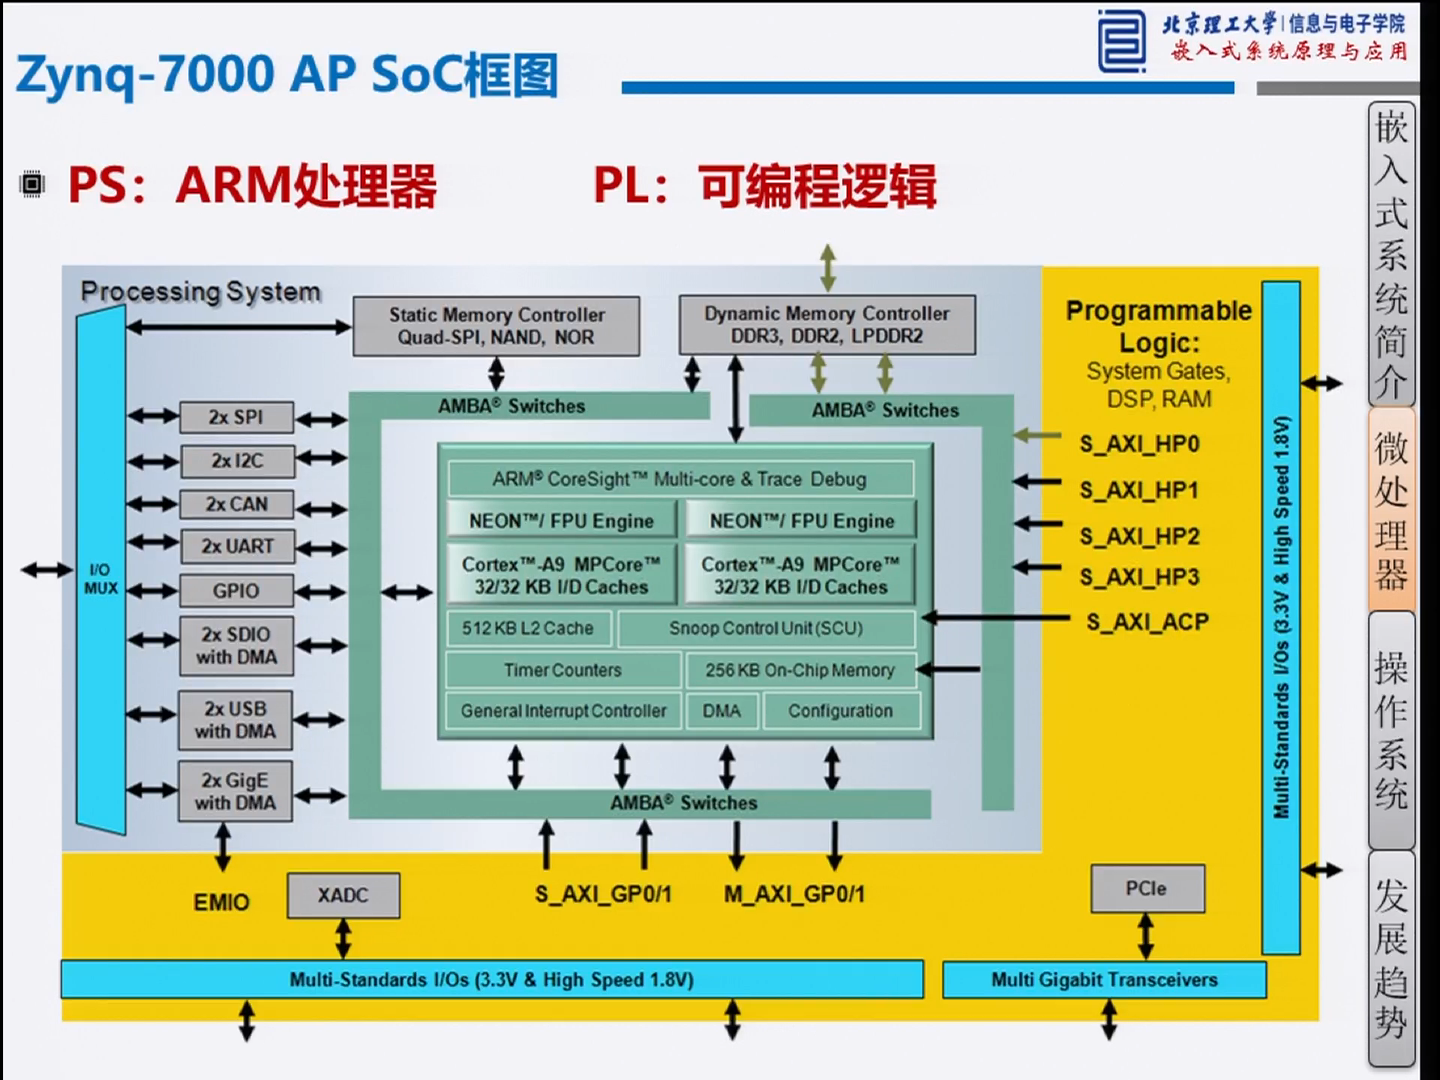 北京理工大学|信息与电子学院
嵌入式系统原理与应用
Zynq-7000 AP SoC框图
PS：ARM处理器 PL：可编程逻辑
Processing System
Static Memory Controller
Quad-SPI, NAND, NOR
Dynamic Memory Controller
DDR3, DDR2, LPDDR2
Programmable
Logic:
System Gates,
DSP, RAM
AMBA® Switches
AMBA® Switches
I/O
MUX
2x SPI
2x I2C
2x CAN
2x UART
GPIO
2x SDIO
with DMA
2x USB
with DMA
2x GigE
with DMA
ARM® CoreSight™ Multi-core & Trace Debug
NEON™/ FPU Engine
NEON™/ FPU Engine
Cortex™-A9 MPCore™
32/32 KB I/D Caches
Cortex™-A9 MPCore™
32/32 KB I/D Caches
512 KB L2 Cache
Snoop Control Unit (SCU)
Timer Counters
256 KB On-Chip Memory
General Interrupt Controller
DMA
Configuration
AMBA® Switches
S_AXI_HP0
S_AXI_HP1
S_AXI_HP2
S_AXI_HP3
S_AXI_ACP
Multi-Standards I/Os (3.3V & High Speed 1.8V)
EMIO
XADC
S_AXI_GP0/1
M_AXI_GP0/1
PCIe
Multi-Standards I/Os (3.3V & High Speed 1.8V)
Multi Gigabit Transceivers
嵌入式系统简介
微处理器
操作系统
发展趋势